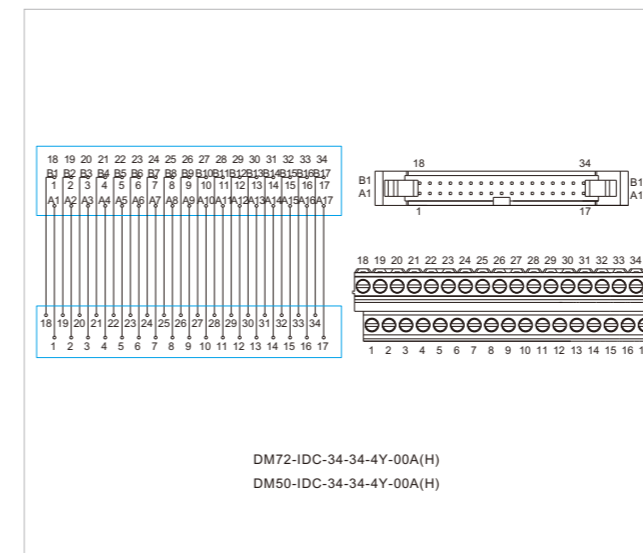 18 19 20 21 22 23 24 25 26 27 28 29 30 31 32 33 34
B1 B2 B3 B4 B5 B6 B7 B8 B9 B10 B11 B12 B13 B14 B15 B16 B17
1 2 3 4 5 6 7 8 9 10 11 12 13 14 15 16 17
A1 A2 A3 A4 A5 A6 A7 A8 A9 A10 A11 A12 A13 A14 A15 A16 A17
18 19 20 21 22 23 24 25 26 27 28 29 30 31 32 33 34
1 2 3 4 5 6 7 8 9 10 11 12 13 14 15 16 17
18 34
B1 B1
A1 A1
1 17
18 19 20 21 22 23 24 25 26 27 28 29 30 31 32 33 34
1 2 3 4 5 6 7 8 9 10 11 12 13 14 15 16
DM72-IDC-34-34-4Y-00A(H)
DM50-IDC-34-34-4Y-00A(H)